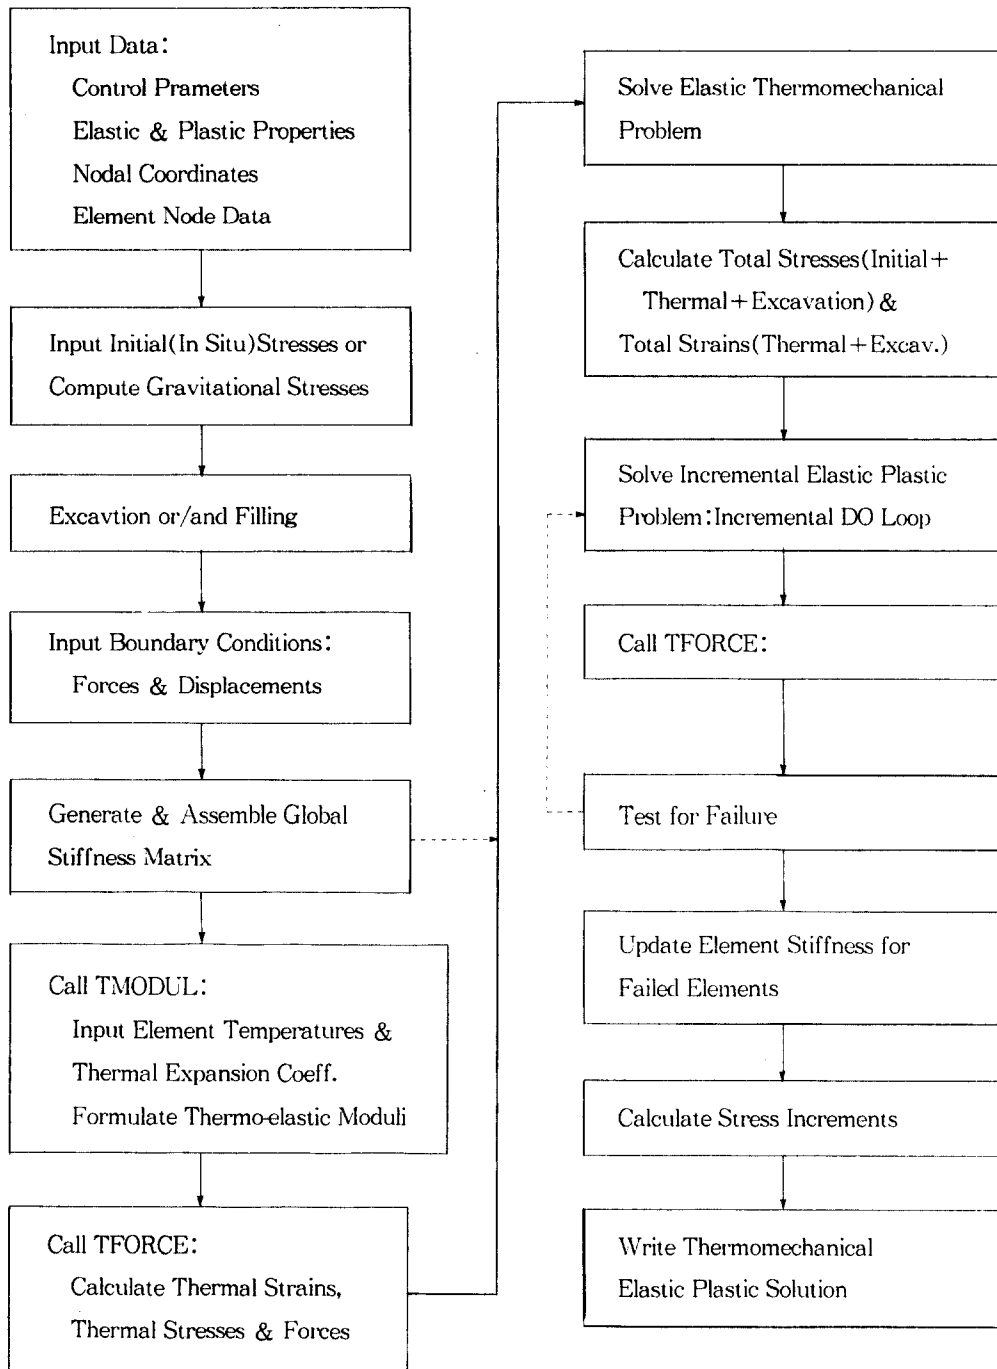 Input Data:
Control Prameters
Elastic & Plastic Properties
Nodal Coordinates
Element Node Data
Input Initial(In Situ)Stresses or
Compute Gravitational Stresses
Excavtion or/and Filling
Input Boundary Conditions:
Forces & Displacements
Generate & Assemble Global
Stiffness Matrix
Call TMODUL:
Input Element Temperatures &
Thermal Expansion Coeff.
Formulate Thermo-elastic Moduli
Call TFORCE:
Calculate Thermal Strains,
Thermal Stresses & Forces
Solve Elastic Thermomechanical
Problem
Calculate Total Stresses(Initial+
Thermal+Excavation)&
Total Strains(Thermal+Excav.)
Solve Incremental Elastic Plastic
Problem:Incremental DO Loop
Call TFORCE:
Test for Failure
Update Element Stiffness for
Failed Elements
Calculate Stress Increments
Write Thermomechanical
Elastic Plastic Solution